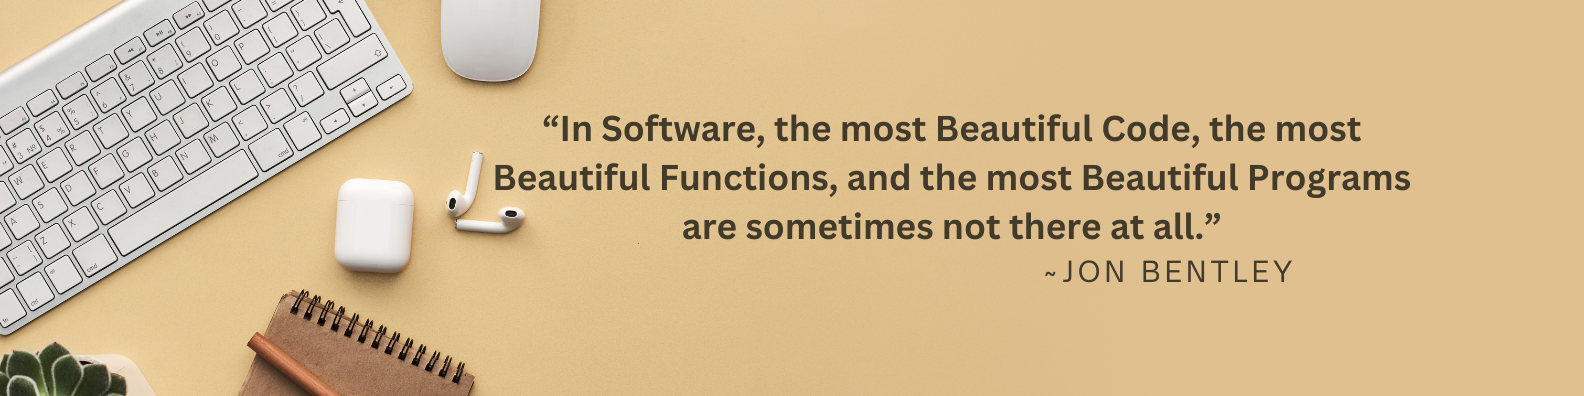 “In Software, the most Beautiful Code, the most
Beautiful Functions, and the most Beautiful Programs
are sometimes not there at all.”
~JON BENTLEY